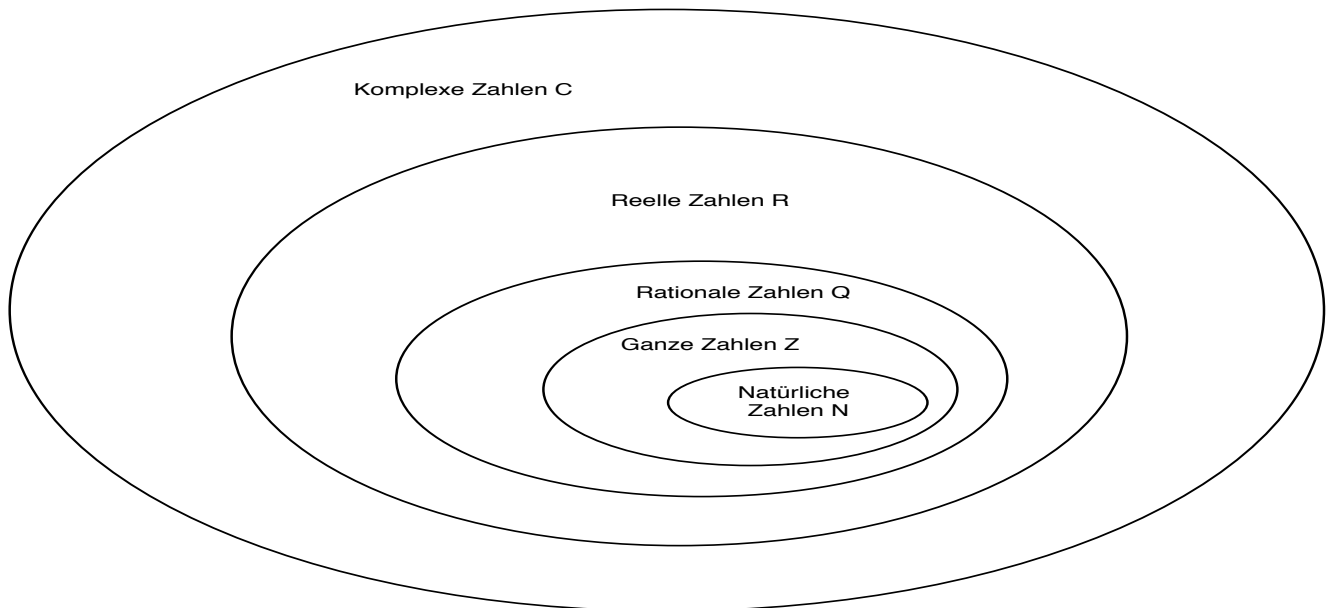 Komplexe Zahlen C
Reelle Zahlen R
Rationale Zahlen Q
Ganze Zahlen Z
Natürliche
Zahlen N